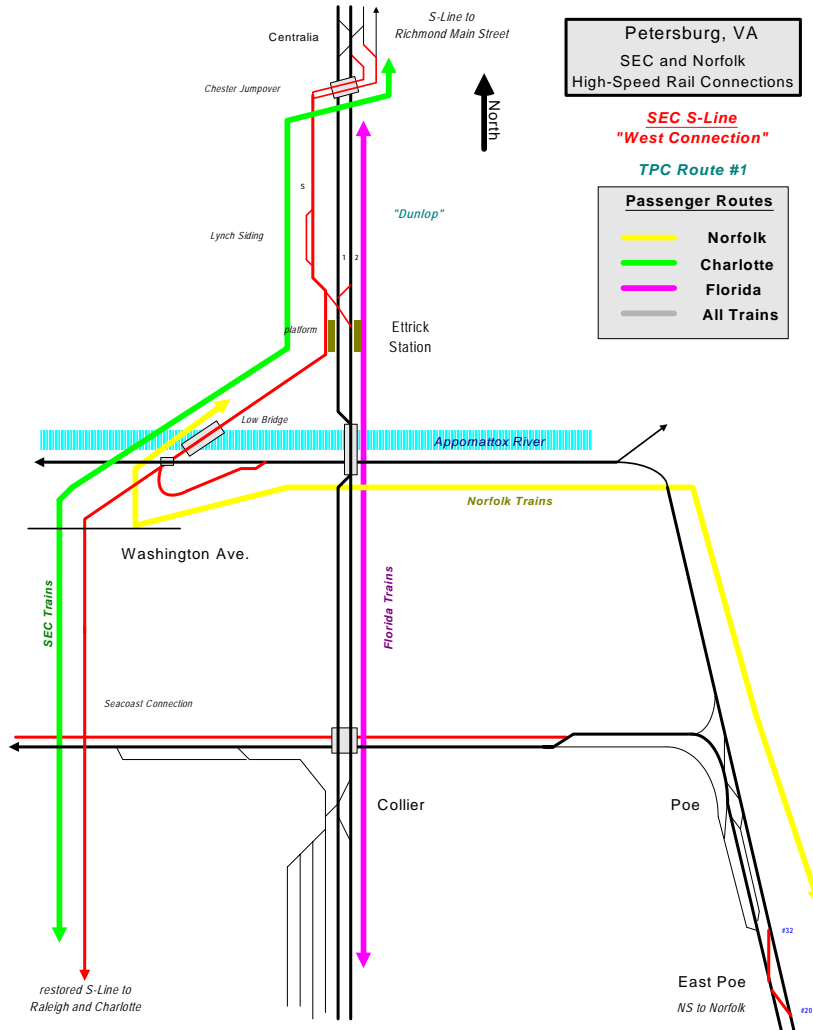 S-Line to
Richmond Main Street
Centralia
Petersburg, VA
SEC and Norfolk
High-Speed Rail Connections
Chester Jumpover
North
SEC S-Line
"West Connection"
TPC Route #1
S
Passenger Routes
Norfolk
Charlotte
Florida
All Trains
"Dunlop"
Lynch Siding
1 2
platform
Ettrick
Station
Low Bridge
Appomattox River
Norfolk Trains
Washington Ave.
SEC Trains
Florida Trains
Seacoast Connection
Collier
Poe
#32
East Poe
NS to Norfolk
#20
restored S-Line to
Raleigh and Charlotte